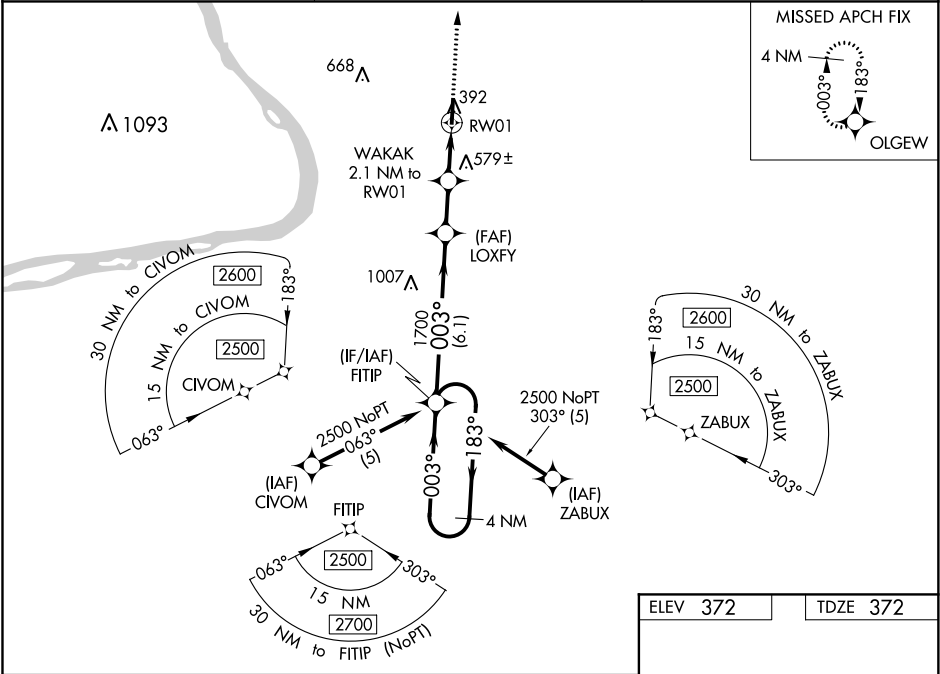 MISSED APCH FIX
4 NM
003°
183°
OLGEW
668
1093
392
RW01
WAKAK
2.1 NM to
RW01
579±
(FAF)
LOXFY
1007
1700
003°
(6.1)
(IF/IAF)
FITIP
30 NM to CIVOM
2600
183°
15 NM to CIVOM
2500
CIVOM
063°
2500 NoPT
063°
(5)
(IAF)
CIVOM
003°
183°
4 NM
2500 NoPT
303° (5)
(IAF)
ZABUX
30 NM to ZABUX
2600
183°
15 NM to ZABUX
2500
ZABUX
303°
FITIP
063°
2500
303°
15 NM
2700
30 NM to FITIP (NoPT)
ELEV 372
TDZE 372